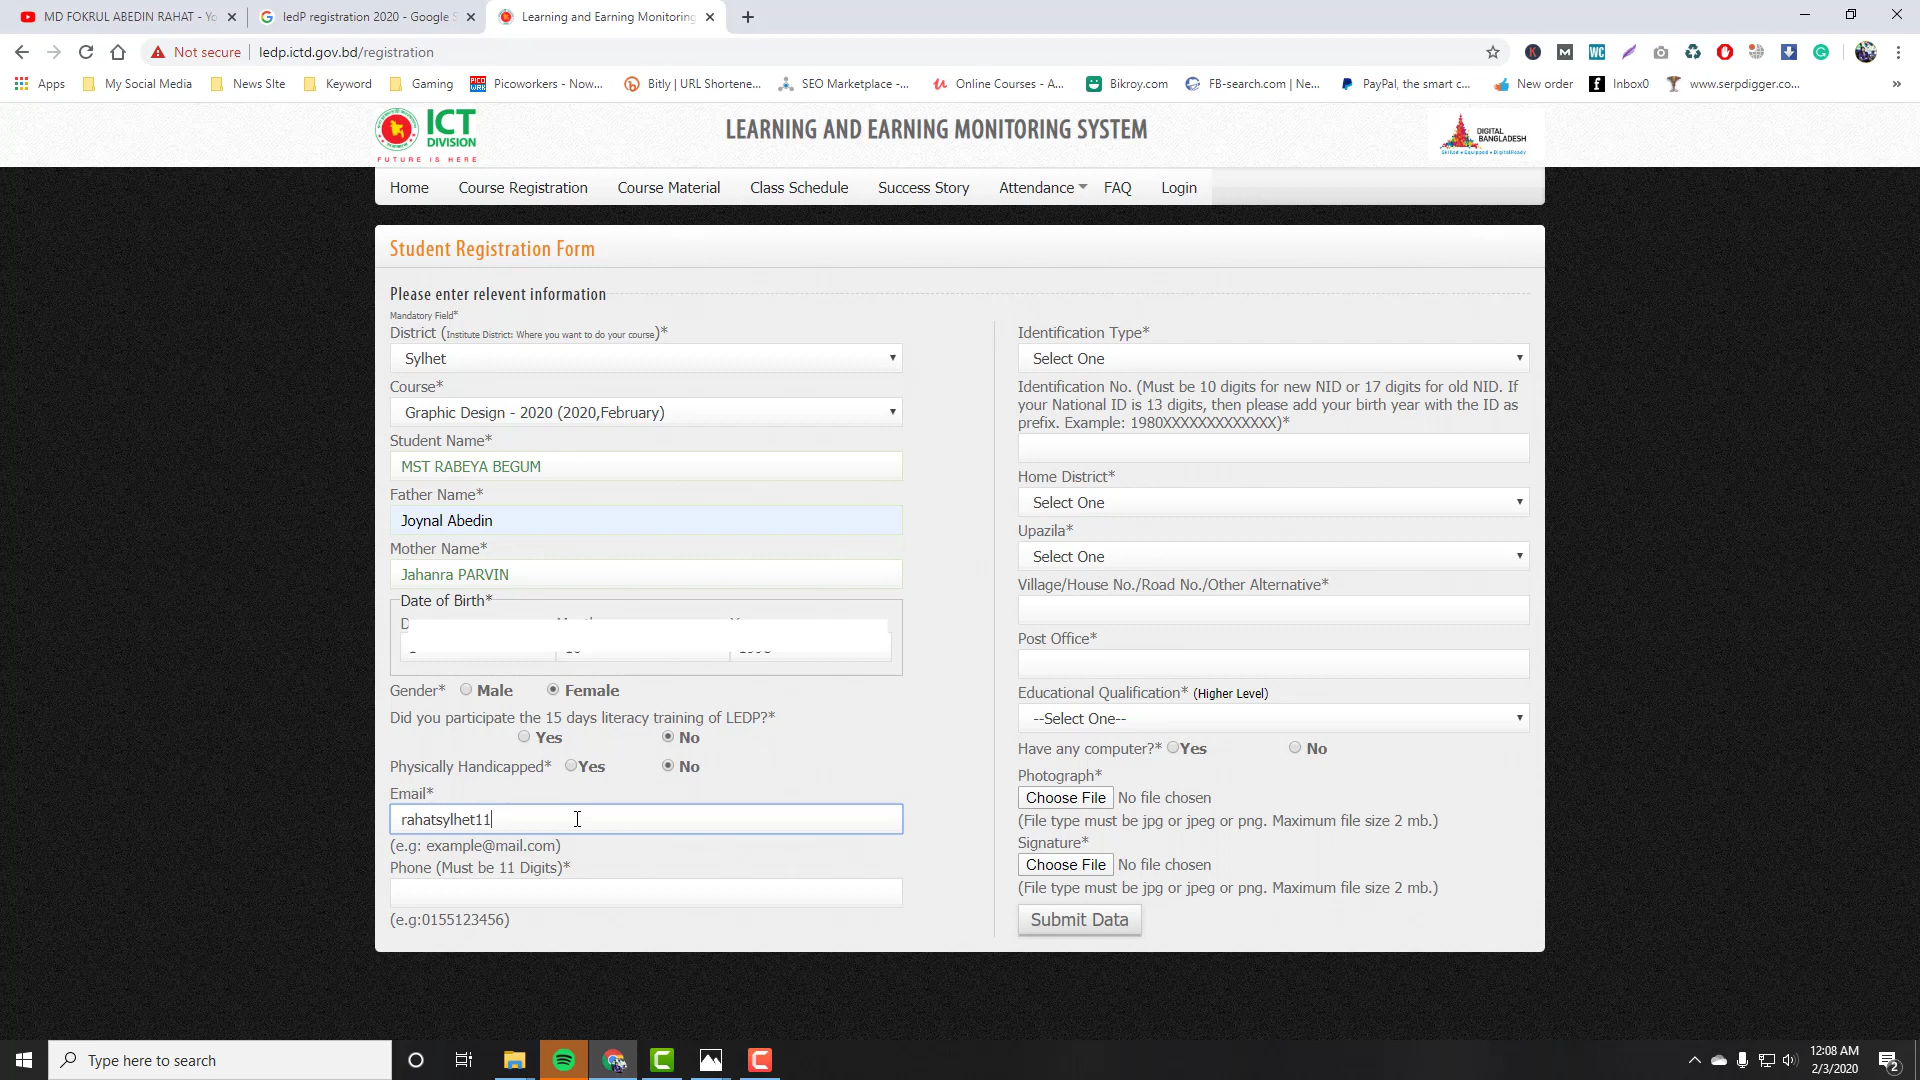 MD FOKRUL ABEDIN RAHAT - Yo
ledP registration 2020 - Google S
Learning and Earning Monitoring
Not secure
ledp.ictd.gov.bd/registration
Apps
My Social Media
News SIte
Keyword
Gaming
Picoworkers - Now...
Bitly | URL Shortene...
SEO Marketplace -...
Online Courses - A...
Bikroy.com
FB-search.com | Ne...
PayPal, the smart c...
New order
Inbox0
www.serpdigger.co...
ICT
DIVISION
FUTURE IS HERE
LEARNING AND EARNING MONITORING SYSTEM
DIGITAL
BANGLADESH
Home
Course Registration
Course Material
Class Schedule
Success Story
Attendance
FAQ
Login
Student Registration Form
Please enter relevent information
Mandatory Field*
District (Institute District: Where you want to do your course)*
Sylhet
Course*
Graphic Design - 2020 (2020,February)
Student Name*
MST RABEYA BEGUM
Father Name*
Joynal Abedin
Mother Name*
Jahanra PARVIN
Date of Birth*
Gender*
Male
Female
Did you participate the 15 days literacy training of LEDP?*
Yes
No
Physically Handicapped*
Yes
No
Email*
rahatsylhet11
(e.g: example@mail.com)
Phone (Must be 11 Digits)*
(e.g:0155123456)
Identification Type*
Select One
Identification No. (Must be 10 digits for new NID or 17 digits for old NID. If
your National ID is 13 digits, then please add your birth year with the ID as
prefix. Example: 1980XXXXXXXXXXXXX)*
Home District*
Select One
Upazila*
Select One
Village/House No./Road No./Other Alternative*
Post Office*
Educational Qualification* (Higher Level)
--Select One--
Have any computer?*
Yes
No
Photograph*
Choose File No file chosen
(File type must be jpg or jpeg or png. Maximum file size 2 mb.)
Signature*
Choose File No file chosen
(File type must be jpg or jpeg or png. Maximum file size 2 mb.)
Submit Data
Type here to search
12:08 AM
2/3/2020
2